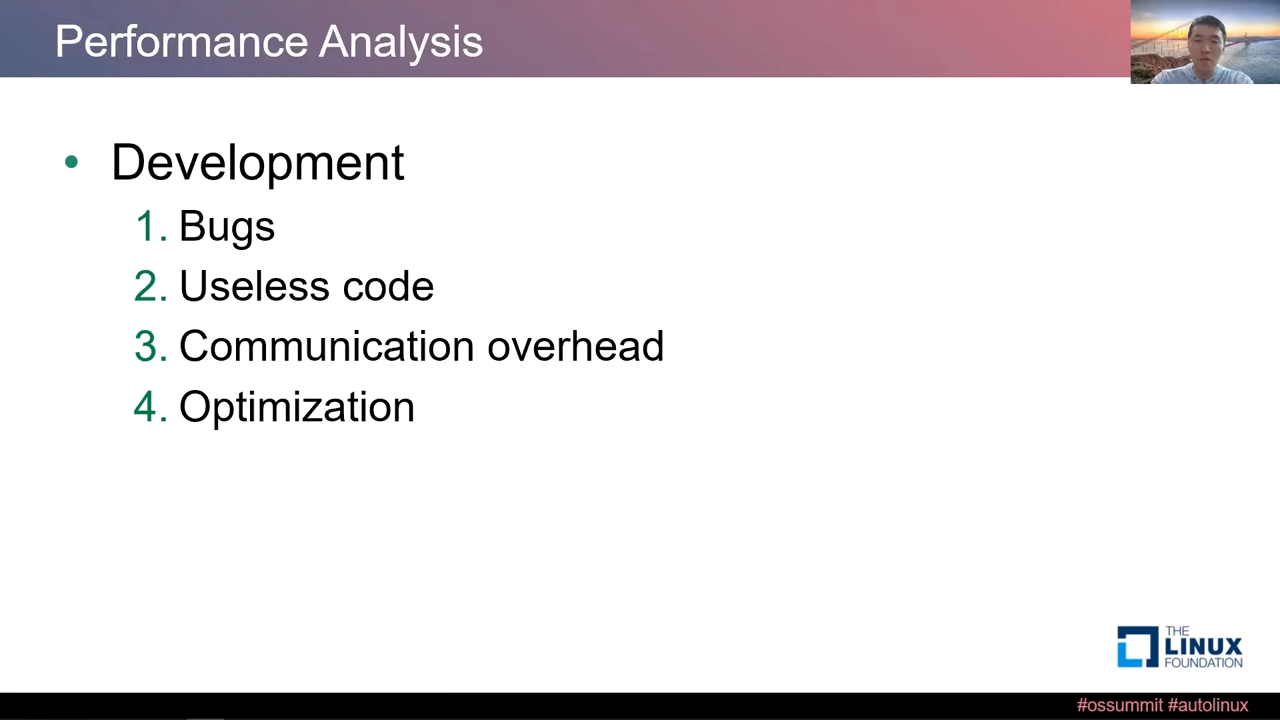 Performance Analysis
• Development
1. Bugs
2. Useless code
3. Communication overhead
4. Optimization
THE
LINUX
FOUNDATION
#ossummit #autolinux